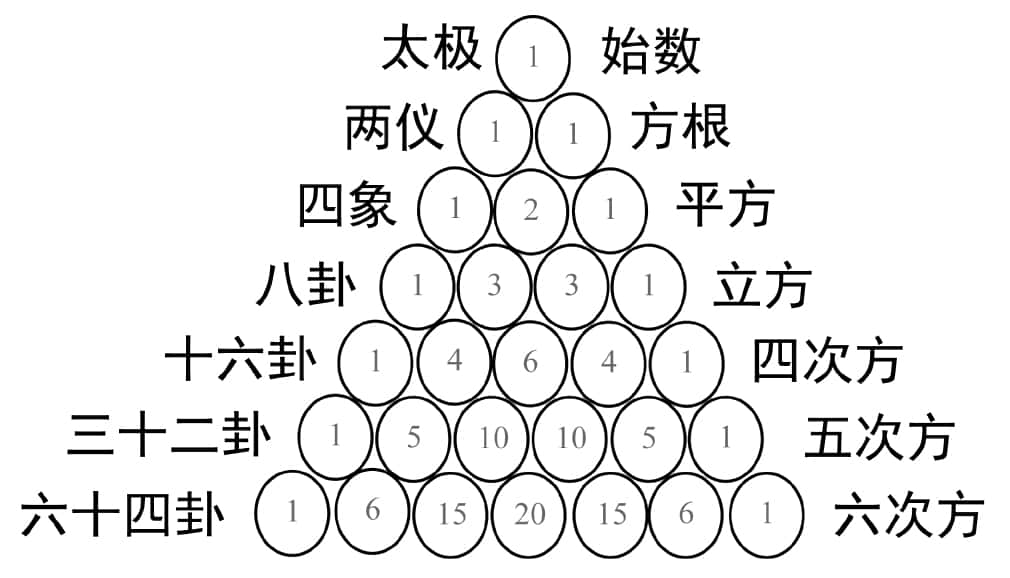 太极 1 始数
两仪 1 1 方根
四象 1 2 1 平方
八卦 1 3 3 1 立方
十六卦 1 4 6 4 1 四次方
三十二卦 1 5 10 10 5 1 五次方
六十四卦 1 6 15 20 15 6 1 六次方